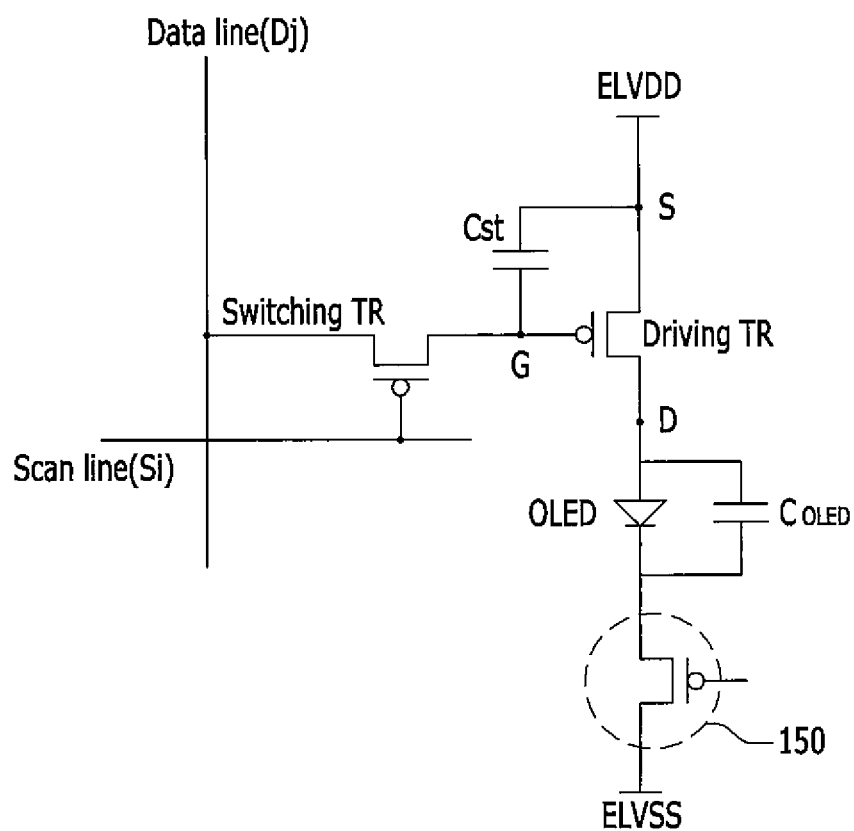 Data line(Dj)
ELVDD
S
Cst
Switching TR
Driving TR
G
D
Scan line(Si)
OLED
C OLED
150
ELVSS